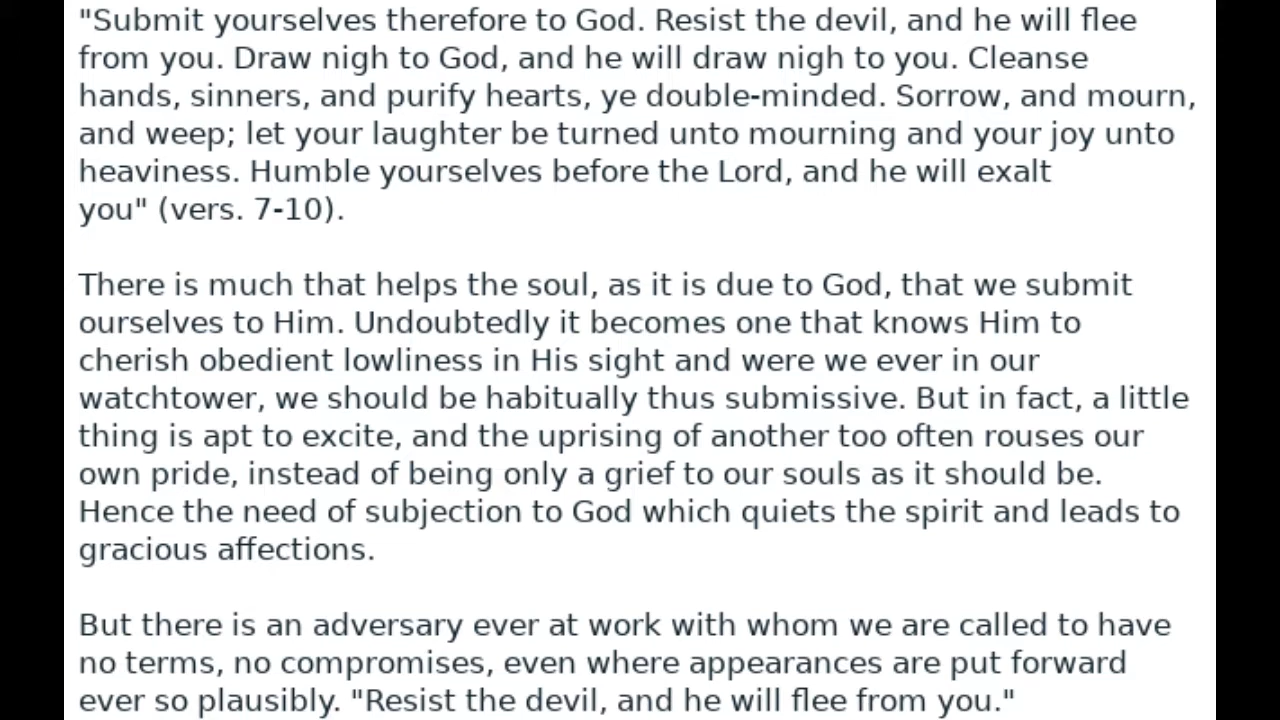 "Submit yourselves therefore to God. Resist the devil, and he will flee
from you. Draw nigh to God, and he will draw nigh to you. Cleanse
hands, sinners, and purify hearts, ye double-minded. Sorrow, and mourn,
and weep; let your laughter be turned unto mourning and your joy unto
heaviness. Humble yourselves before the Lord, and he will exalt
you" (vers. 7-10).
There is much that helps the soul, as it is due to God, that we submit
ourselves to Him. Undoubtedly it becomes one that knows Him to
cherish obedient lowliness in His sight and were we ever in our
watchtower, we should be habitually thus submissive. But in fact, a little
thing is apt to excite, and the uprising of another too often rouses our
own pride, instead of being only a grief to our souls as it should be.
Hence the need of subjection to God which quiets the spirit and leads to
gracious affections.
But there is an adversary ever at work with whom we are called to have
no terms, no compromises, even where appearances are put forward
ever so plausibly. "Resist the devil, and he will flee from you."